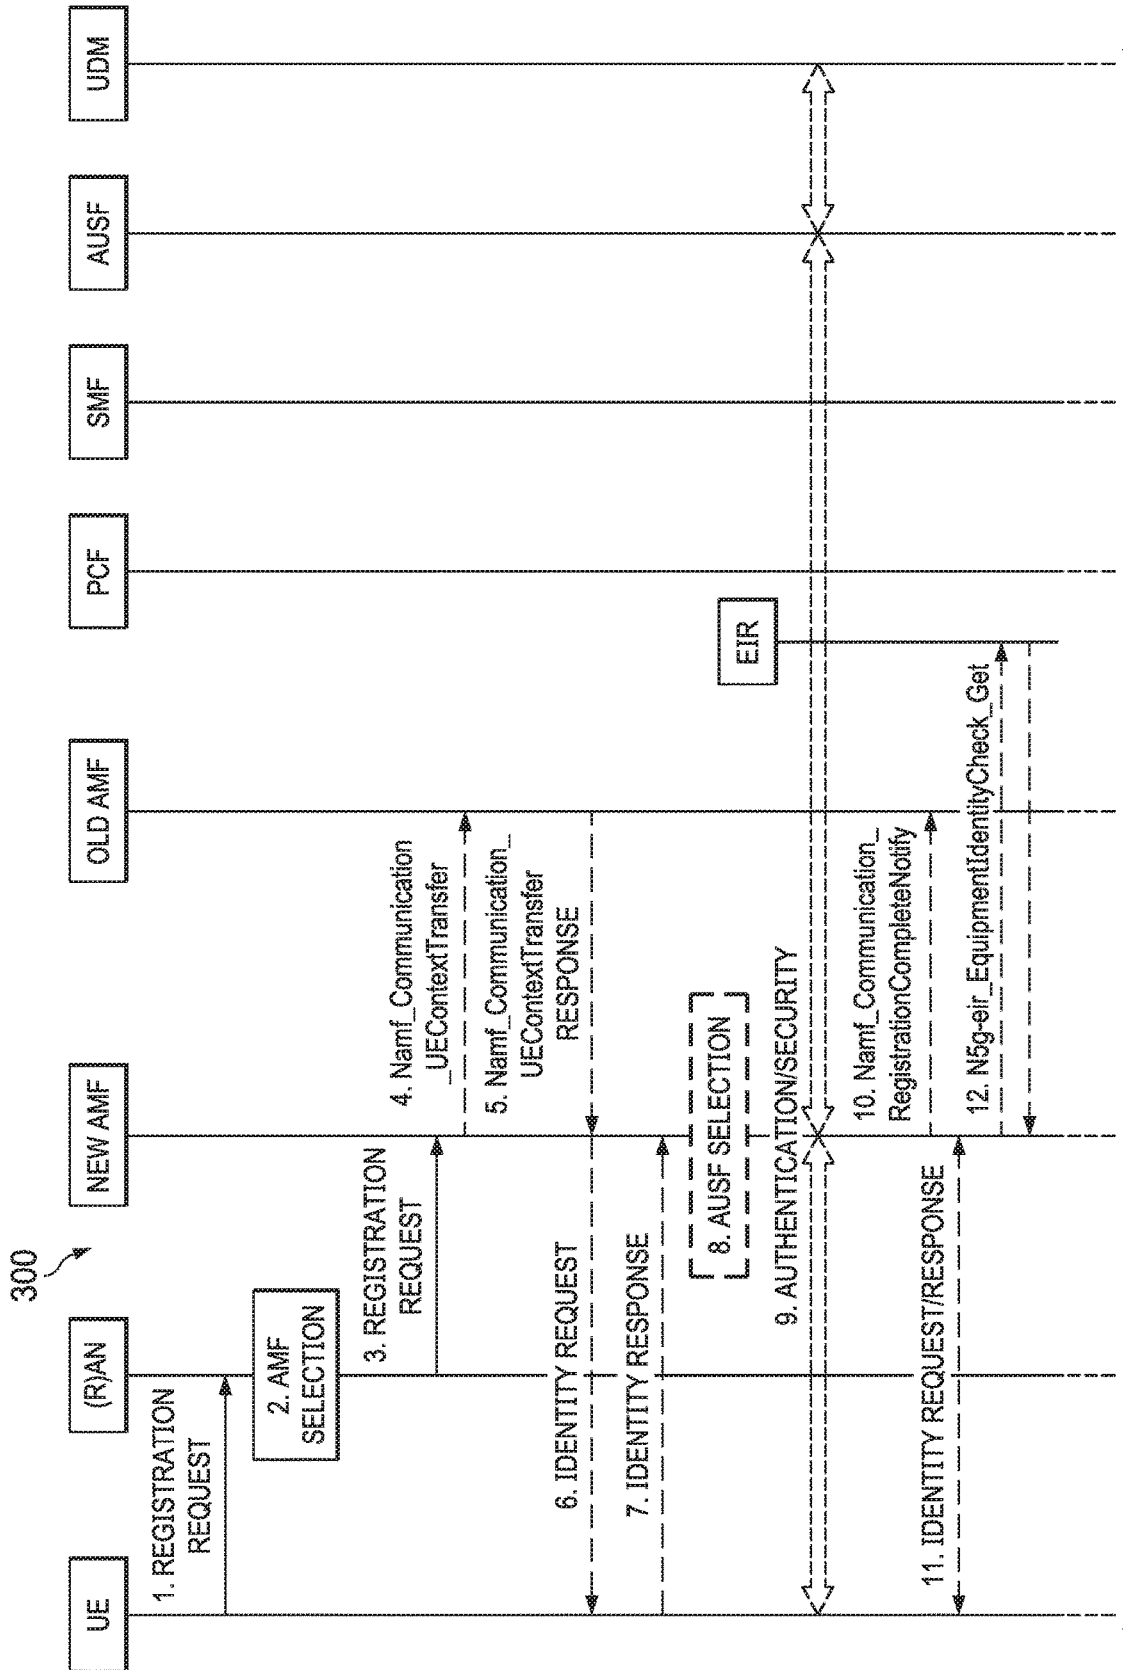 300
UE
(R)AN
NEW AMF
OLD AMF
PCF
SMF
AUSF
UDM
1. REGISTRATION
REQUEST
2. AMF
SELECTION
3. REGISTRATION
REQUEST
4. Namf_Communication
_UEContextTransfer
5. Namf_Communication_
UEContextTransfer
RESPONSE
6. IDENTITY REQUEST
7. IDENTITY RESPONSE
8. AUSF SELECTION
EIR
9. AUTHENTICATION/SECURITY
10. Namf_Communication_
RegistrationCompleteNotify
11. IDENTITY REQUEST/RESPONSE
12. N5g-eir_EquipmentIdentityCheck_Get